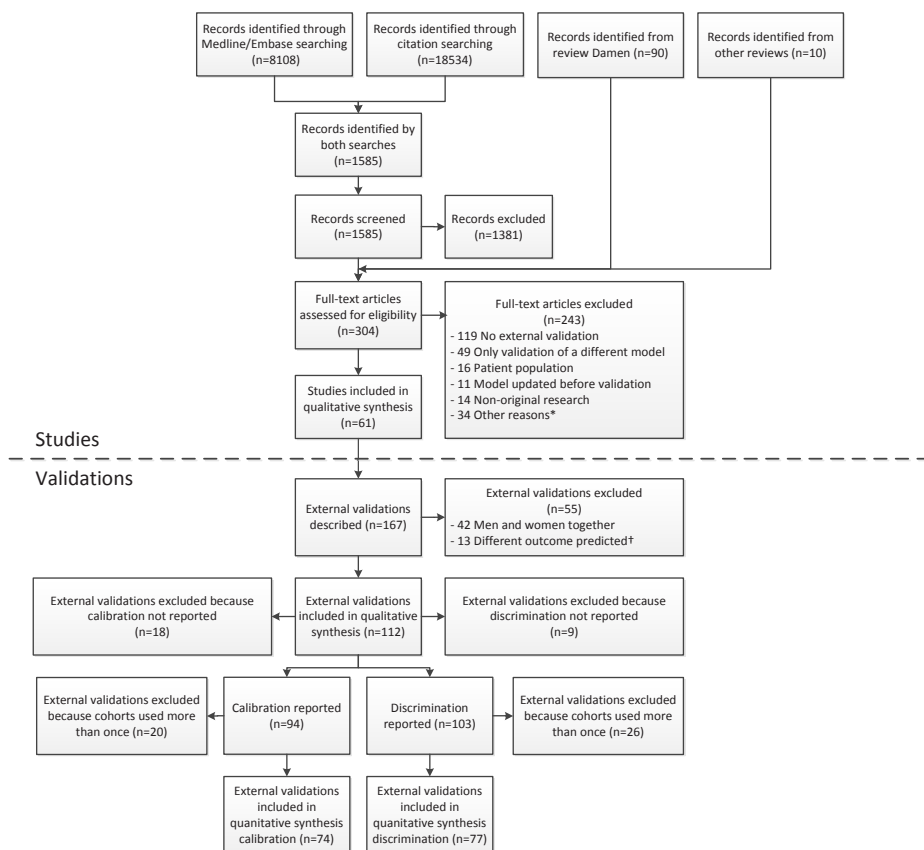 Records identified through
Medline/Embase searching
(n=8108)
Records identified through
citation searching
(n=18534)
Records identified from
review Damen (n=90)
Records identified from
other reviews (n=10)
Records identified by
both searches
(n=1585)
Records screened
(n=1585)
Records excluded
(n=1381)
Full-text articles
assessed for eligibility
(n=304)
Full-text articles excluded
(n=243)
- 119 No external validation
- 49 Only validation of a different model
- 16 Patient population
- 11 Model updated before validation
- 14 Non-original research
- 34 Other reasons*
Studies included in
qualitative synthesis
(n=61)
Studies
Validations
External validations
described (n=167)
External validations excluded
(n=55)
- 42 Men and women together
- 13 Different outcome predicted†
External validations excluded because
calibration not reported
(n=18)
External validations
included in qualitative
synthesis (n=112)
External validations excluded because
discrimination not reported
(n=9)
External validations excluded
because cohorts used more
than once (n=20)
Calibration reported
(n=94)
Discrimination
reported (n=103)
External validations excluded
because cohorts used more
than once (n=26)
External validations
included in
quanitative synthesis
calibration (n=74)
External validations
included in
quanitative synthesis
discrimination (n=77)